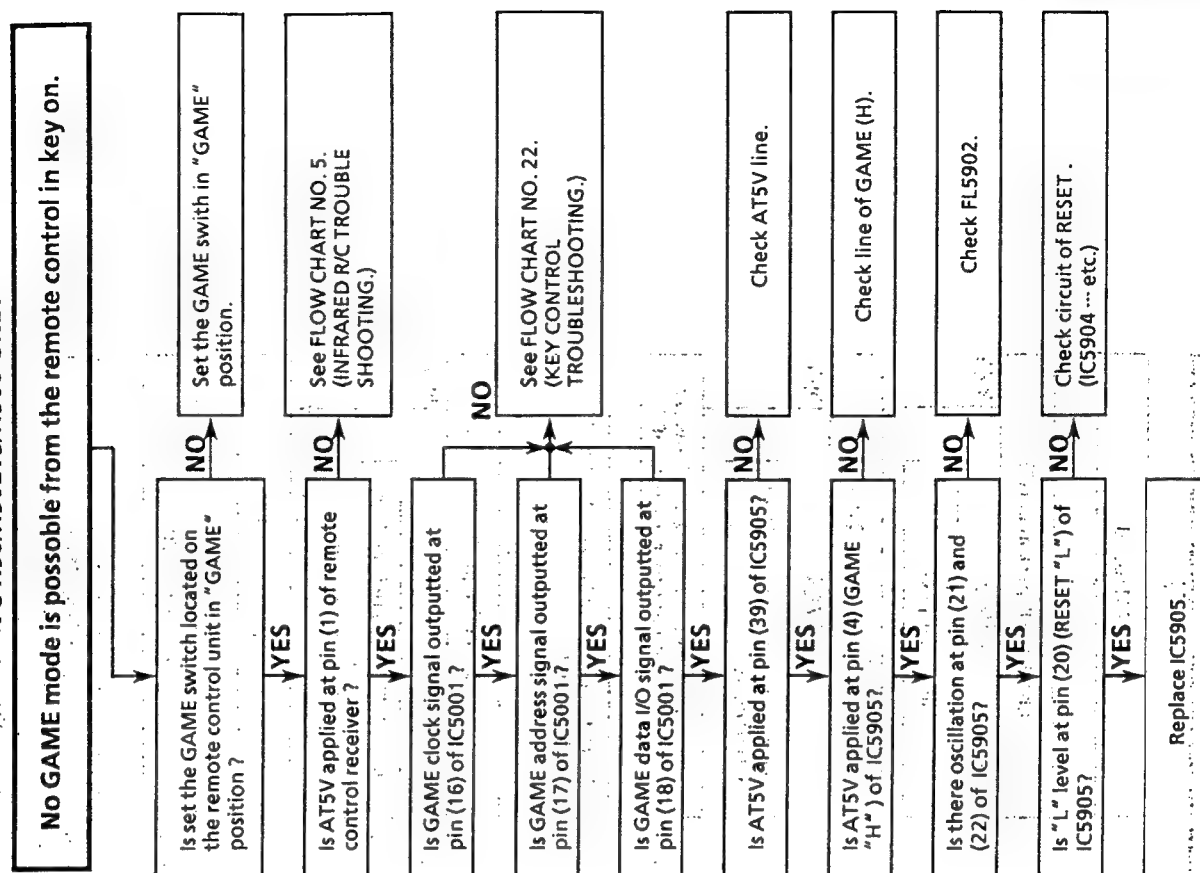 No GAME mode is possoble from the remote control in key on.
Is set the GAME switch located on
the remote control unit in "GAME"
position ?
NO
Set the GAME swith in "GAME"
position.
YES
Is AT5V applied at pin (1) of remote
control receiver ?
NO
See FLOW CHART NO. 5.
(INFRARED R/C TROUBLE
SHOOTING.)
YES
Is GAME clock signal outputted at
pin (16) of IC5001 ?
YES
Is GAME address signal outputted at
pin (17) of IC5001 ?
NO
See FLOW CHART NO. 22.
(KEY CONTROL
TROUBLESHOOTING.)
YES
Is GAME data I/O signal outputted at
pin (18) of IC5001 ?
YES
Is AT5V applied at pin (39) of IC5905?
NO
Check AT5V line.
YES
Is AT5V applied at pin (4) (GAME
"H") of IC5905?
NO
Check line of GAME (H).
YES
Is there oscillation at pin (21) and
(22) of IC5905?
NO
Check FL5902.
YES
Is "L" level at pin (20) (RESET "L") of
IC5905?
NO
Check circuit of RESET .
(IC5904 --- etc.)
YES
Replace IC5905.